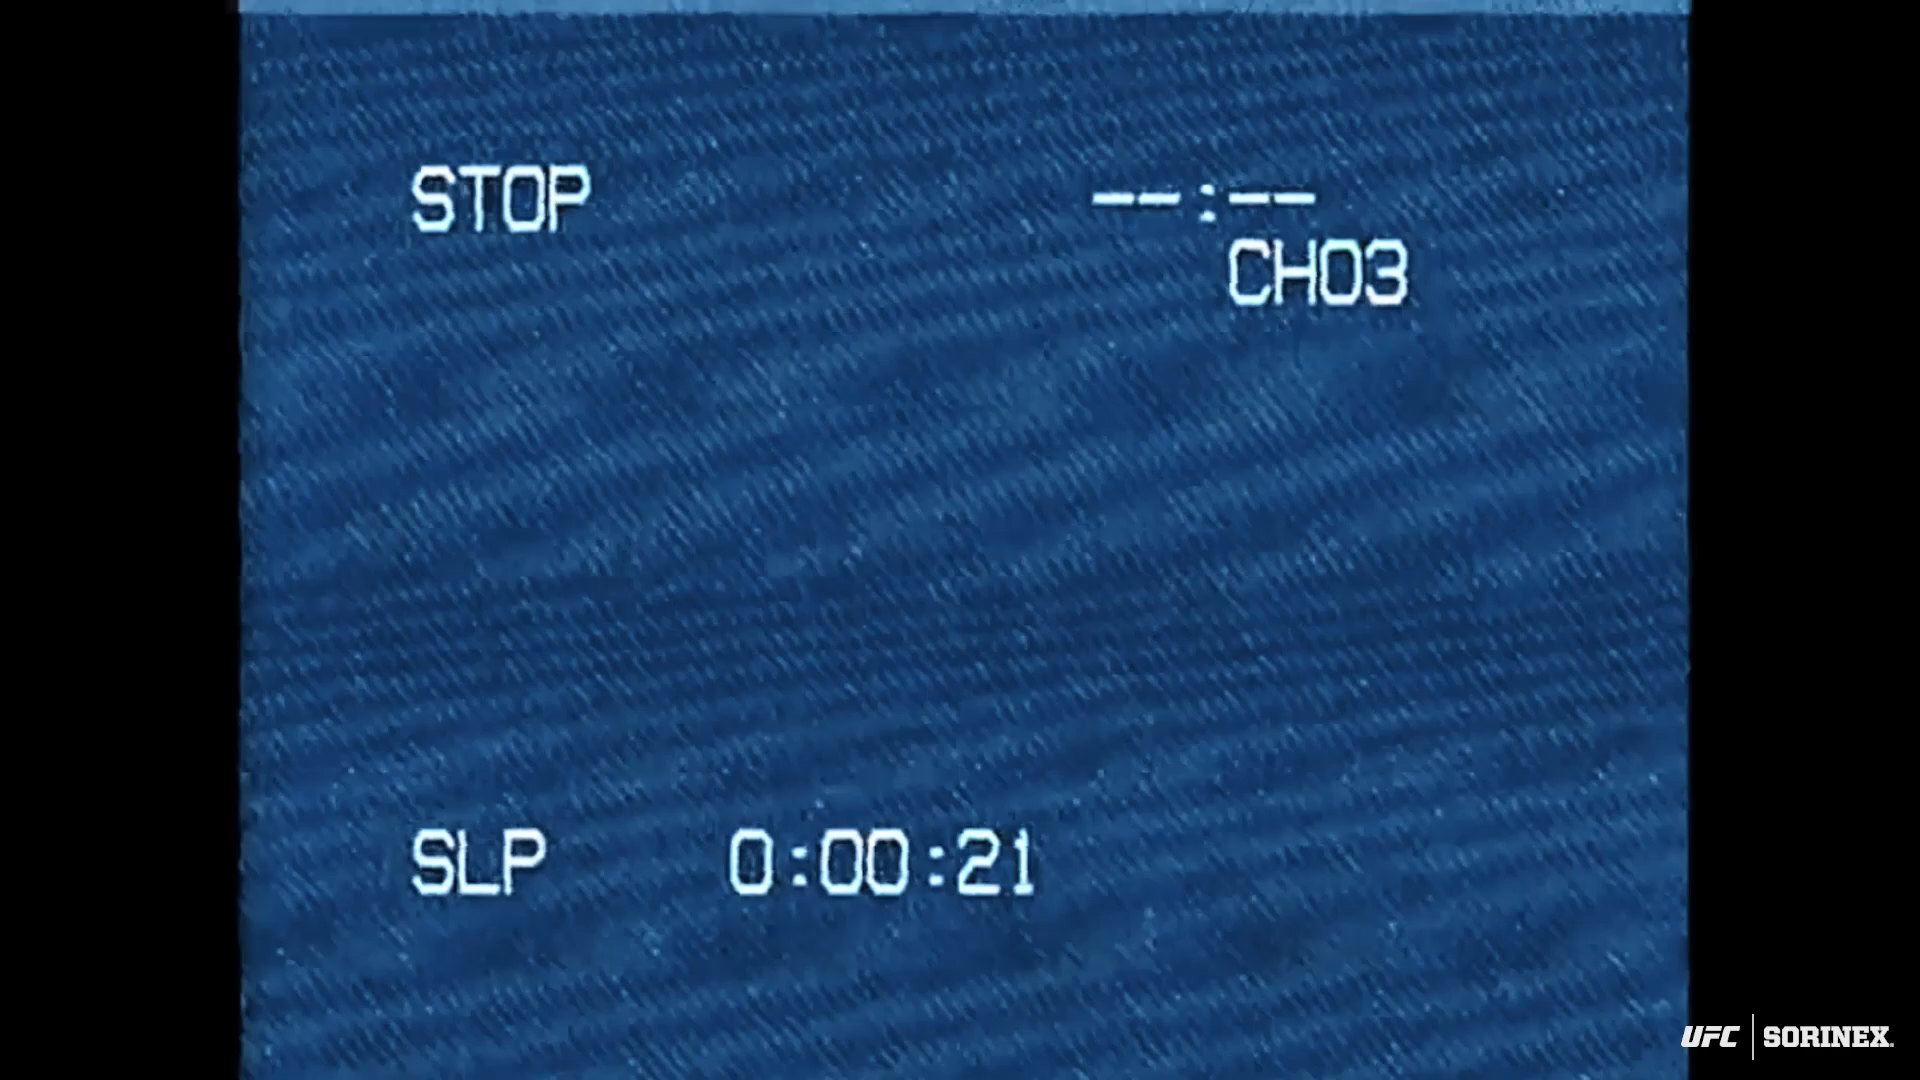 STOP --:--
CH03
SLP 0:00:21
UFC | SORINEX.